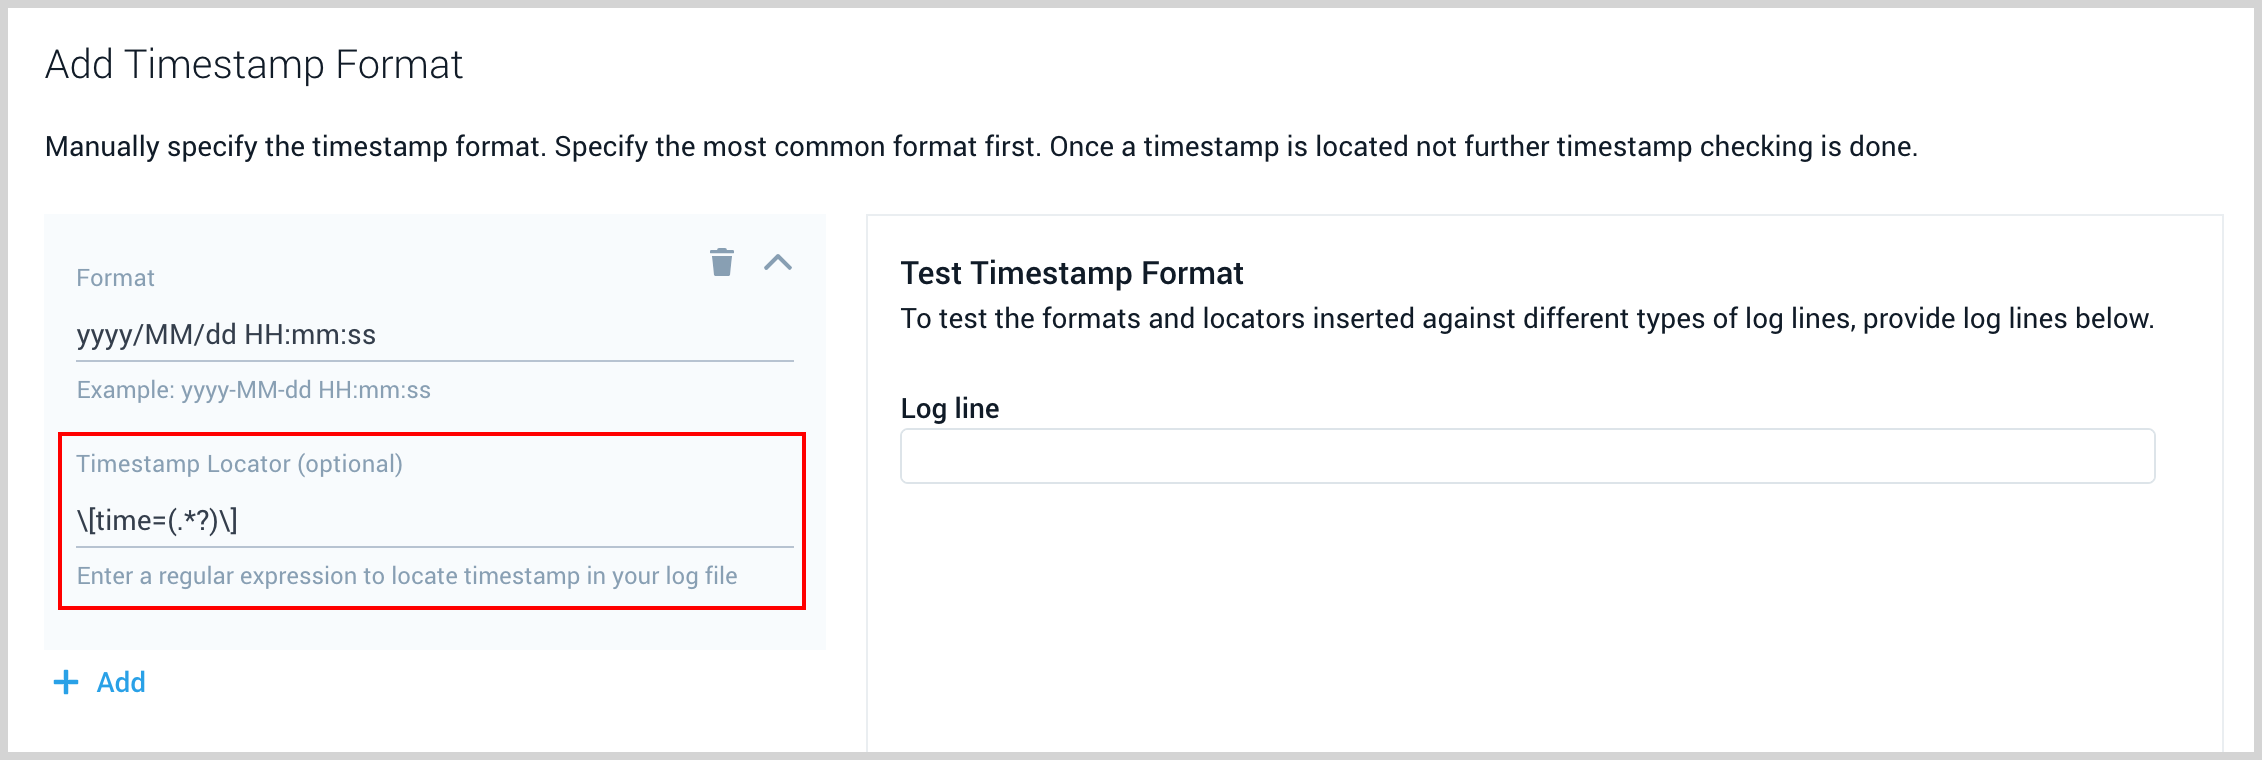 Add Timestamp Format
Manually specify the timestamp format. Specify the most common format first. Once a timestamp is located not further timestamp checking is done.
Format
yyyy/MM/dd HH:mm:ss
Example: yyyy-MM-dd HH:mm:ss
Timestamp Locator (optional)
\[time=(.*?)\]
Enter a regular expression to locate timestamp in your log file
+ Add
Test Timestamp Format
To test the formats and locators inserted against different types of log lines, provide log lines below.
Log line